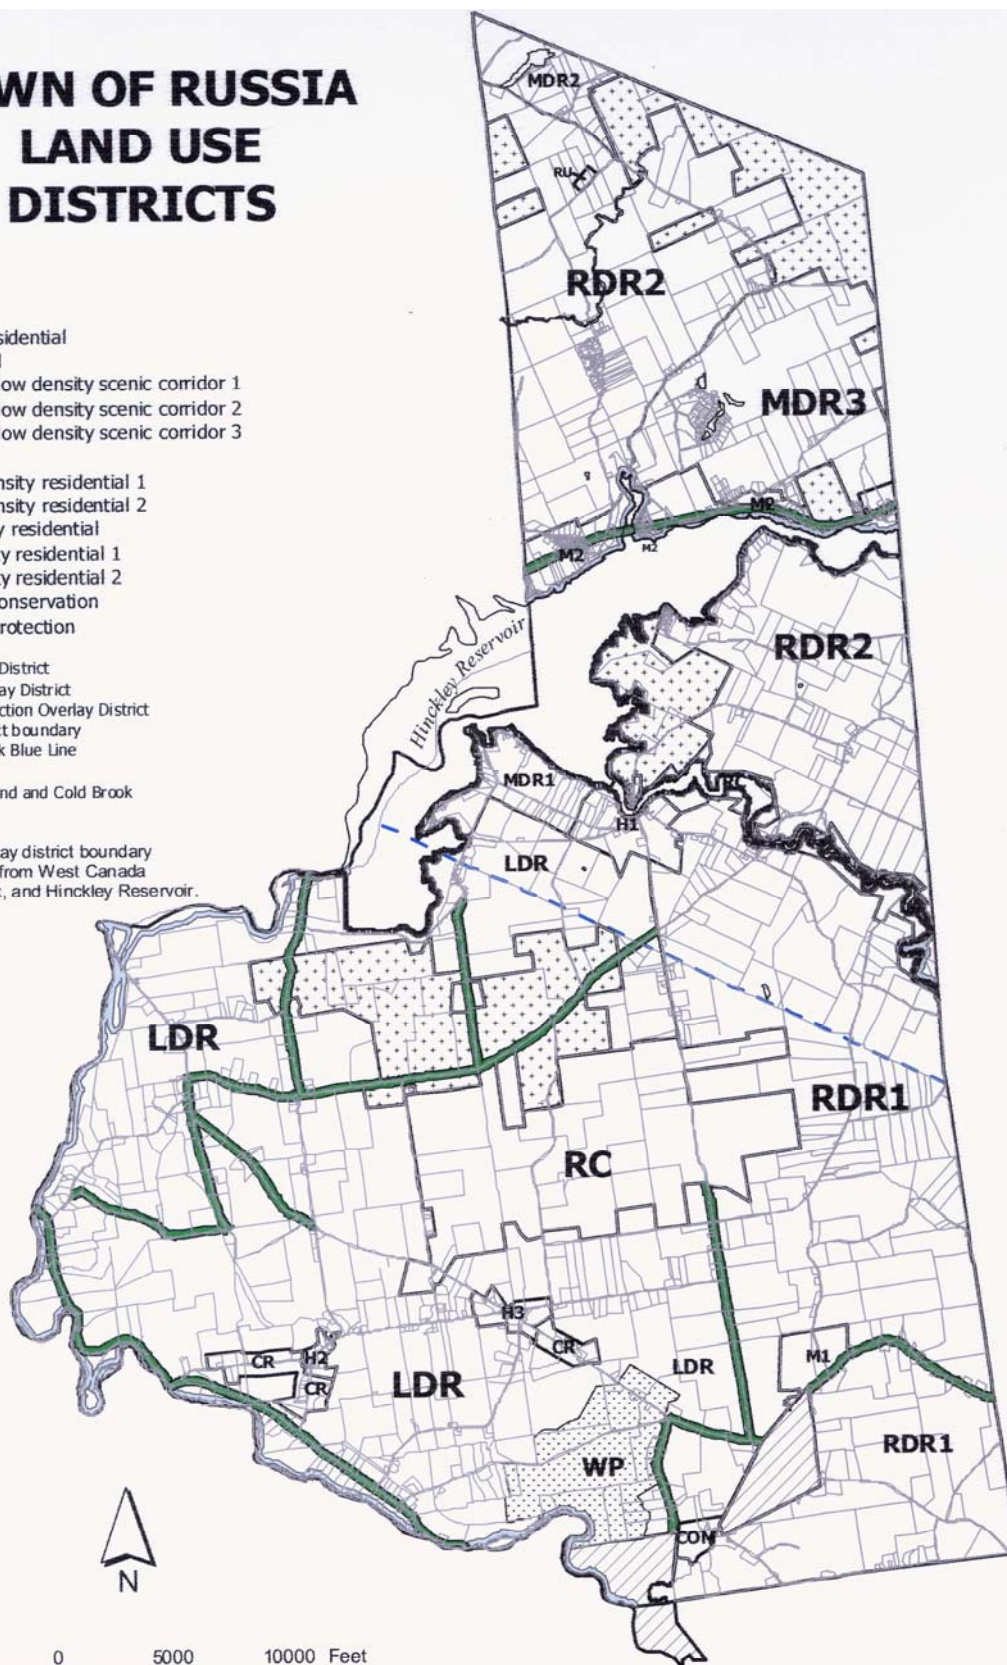 WN OF RUSSIA
LAND USE
DISTRICTS
sidential
l
ow density scenic corridor 1
ow density scenic corridor 2
ow density scenic corridor 3
nsity residential 1
nsity residential 2
y residential
ty residential 1
ty residential 2
onservation
rotection
District
ay District
ction Overlay District
ct boundary
k Blue Line
nd and Cold Brook
ay district boundary
from West Canada
, and Hinckley Reservoir.
MDR2
RU
RDR2
MDR3
M2
M2
M2
Hinckley Reservoir
RDR2
MDR1
H1
LDR
LDR
RDR1
RC
H3
CR
H2
CR
CR
LDR
LDR
M1
RDR1
WP
COM
N
0 5000 10000 Feet